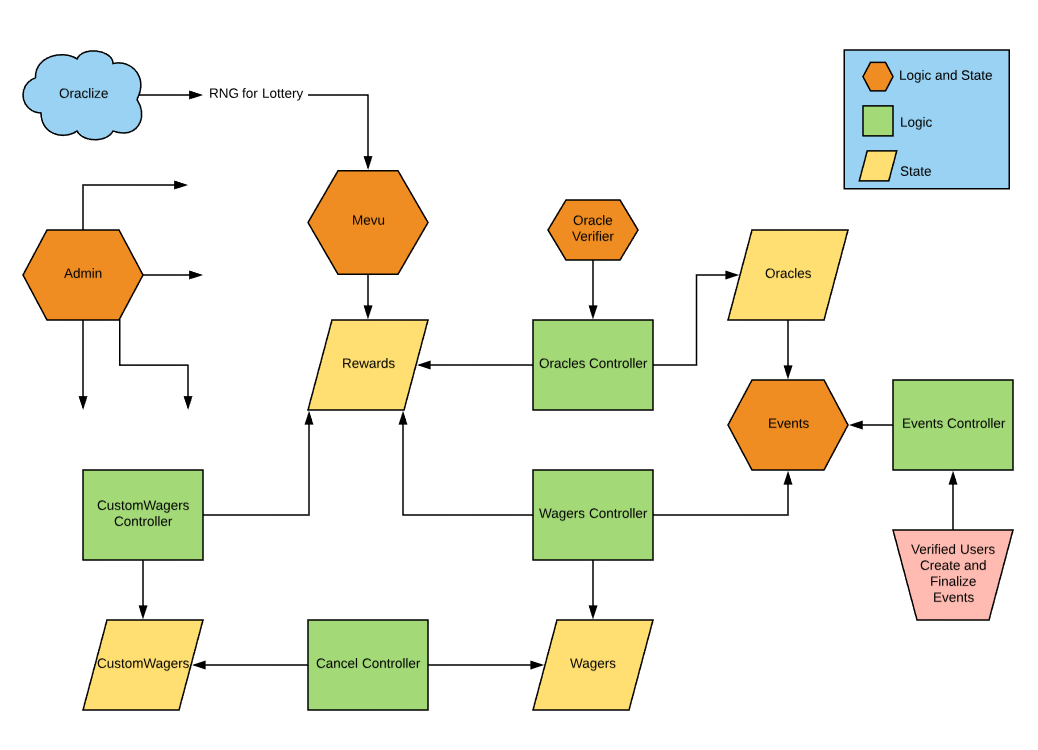 Oraclize
RNG for Lottery
Logic and State
Logic
State
Mevu
Oracle
Verifier
Admin
Oracles
Rewards
Oracles Controller
Events
Events Controller
CustomWagers
Controller
Wagers Controller
Verified Users
Create and
Finalize
Events
CustomWagers
Cancel Controller
Wagers